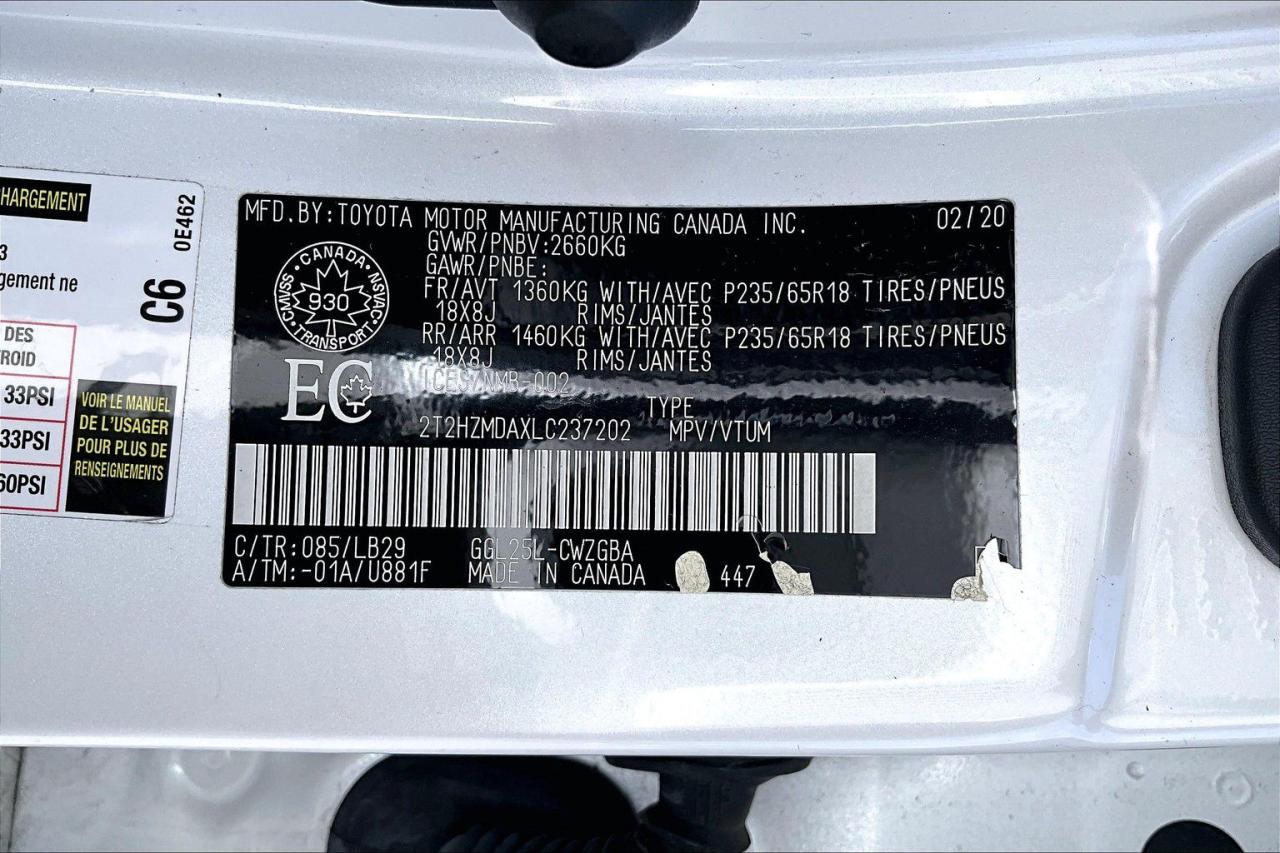 CHARGEMENT
3
gement ne
C6
0E462
DES
ROID
33PSI
33PSI
60PSI
VOIR LE MANUEL
DE L'USAGER
POUR PLUS DE
RENSEIGNEMENTS
MFD.BY:TOYOTA MOTOR MANUFACTURING CANADA INC. 02/20
GVWR/PNBV:2660KG
GAWR/PNBE:
FR/AVT 1360KG WITH/AVEC P235/65R18 TIRES/PNEUS
18X8J RIMS/JANTES
RR/ARR 1460KG WITH/AVEC P235/65R18 TIRES/PNEUS
18X8J RIMS/JANTES
ICES/NMB-002
CANADA
CMVSS 930 NSVAC
TRANSPORT
EC
TYPE
2T2HZMDAXLC237202 MPV/VTUM
C/TR:085/LB29 GGL25L-CWZGBA
A/TM:-01A/U881F MADE IN CANADA 447